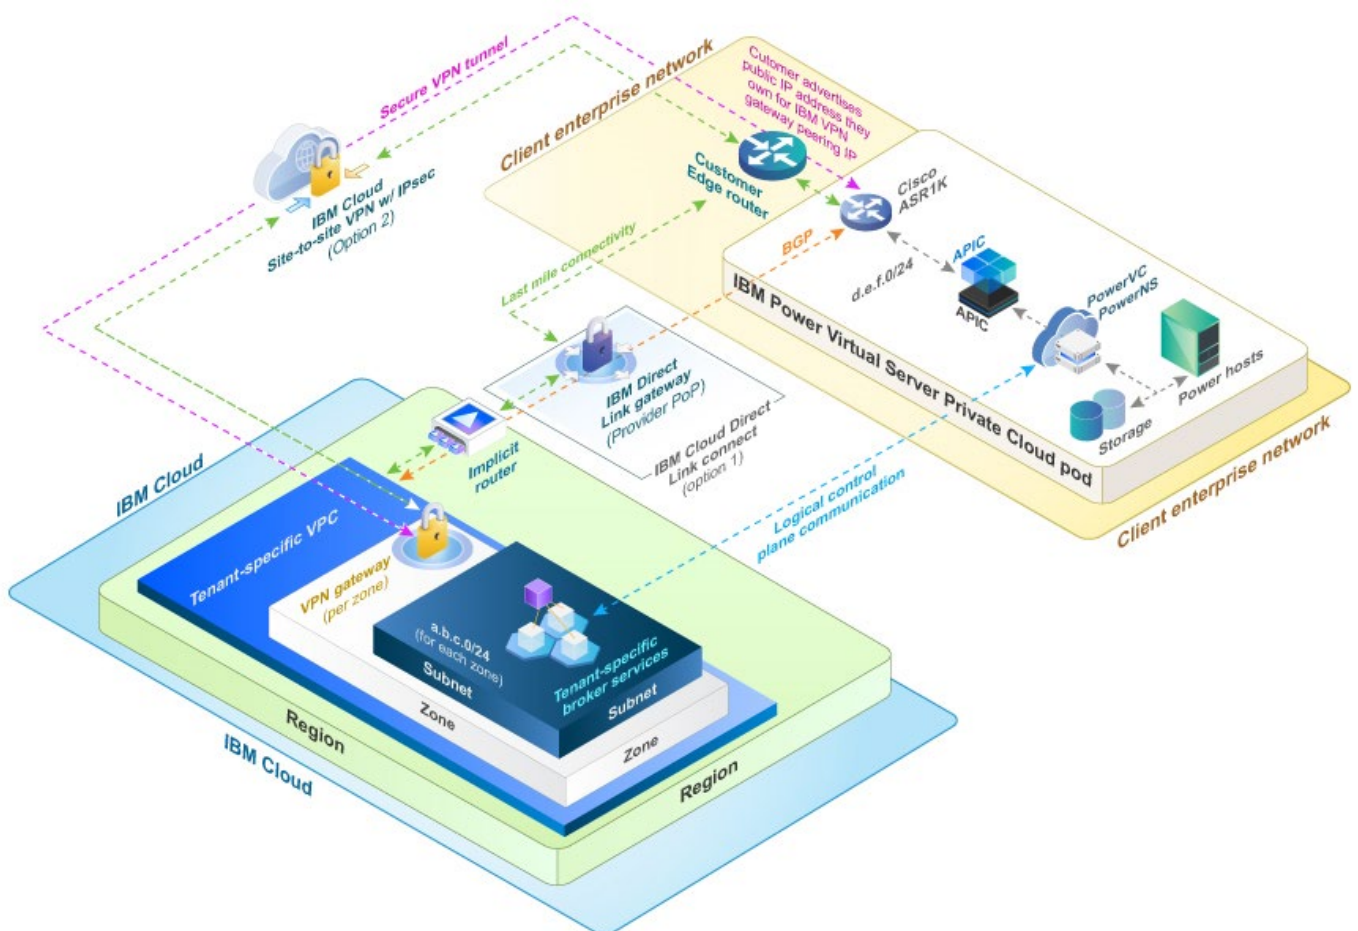 Secure VPN tunnel
Client enterprise network
Cutomer advertises
public IP address they
own for IBM VPN
gateway peering IP
Customer
Edge router
Cisco
ASR1K
IBM Cloud
Site-to-site VPN w/ IPsec
(Option 2)
Last mile connectivity
BGP
d.e.f.0/24
APIC
APIC
PowerVC
PowerNS
Power hosts
Storage
IBM Power Virtual Server Private Cloud pod
Client enterprise network
IBM Direct
Link gateway
(Provider PoP)
IBM Cloud Direct
Link connect
(option 1)
Implicit
router
Logical control
plane communication
IBM Cloud
Tenant-specific VPC
VPN gateway
(per zone)
a.b.c.0/24
(for each zone)
Subnet
Tenant-specific
broker services
Subnet
Zone
Zone
Region
Region
IBM Cloud